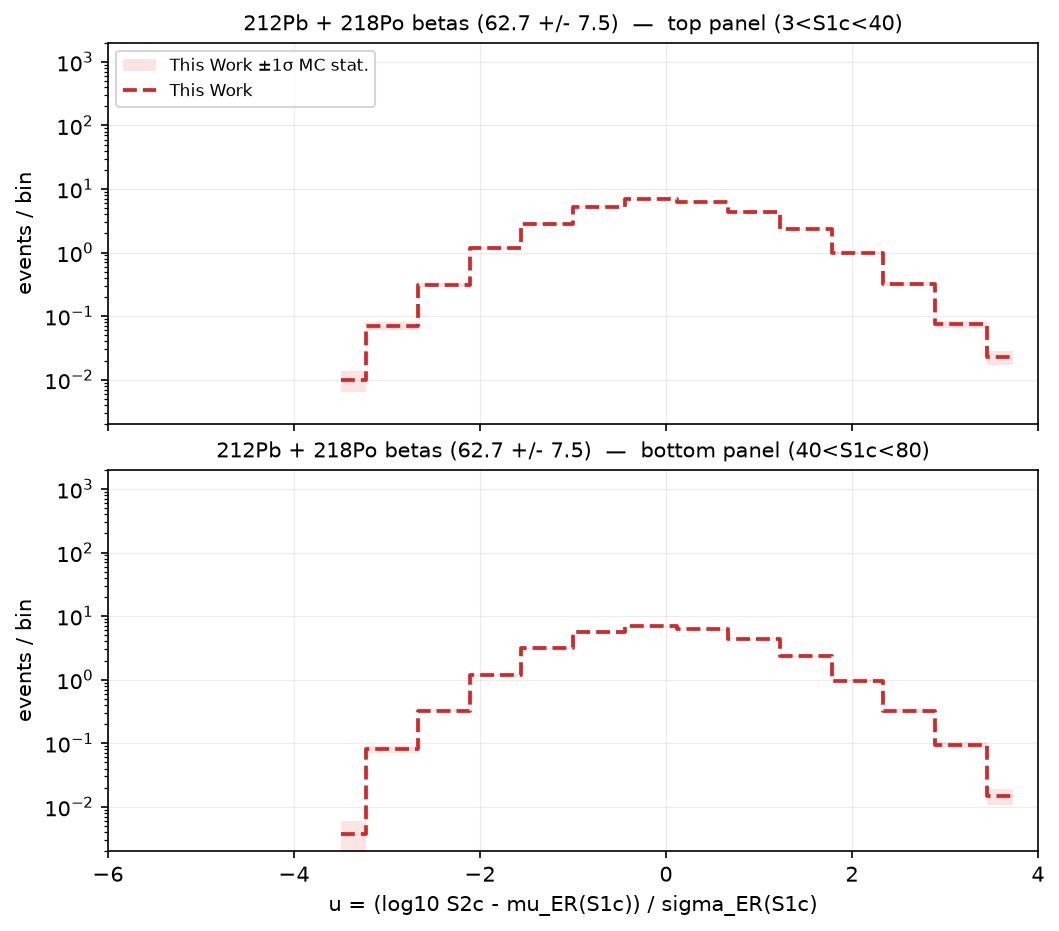 212Pb + 218Po betas (62.7 +/- 7.5) — top panel (3<S1c<40)
This Work ±1σ MC stat.
This Work
10³
10²
10¹
10⁰
10⁻¹
10⁻²
events / bin
212Pb + 218Po betas (62.7 +/- 7.5) — bottom panel (40<S1c<80)
10³
10²
10¹
10⁰
10⁻¹
10⁻²
events / bin
−6 −4 −2 0 2 4
u = (log10 S2c - mu_ER(S1c)) / sigma_ER(S1c)